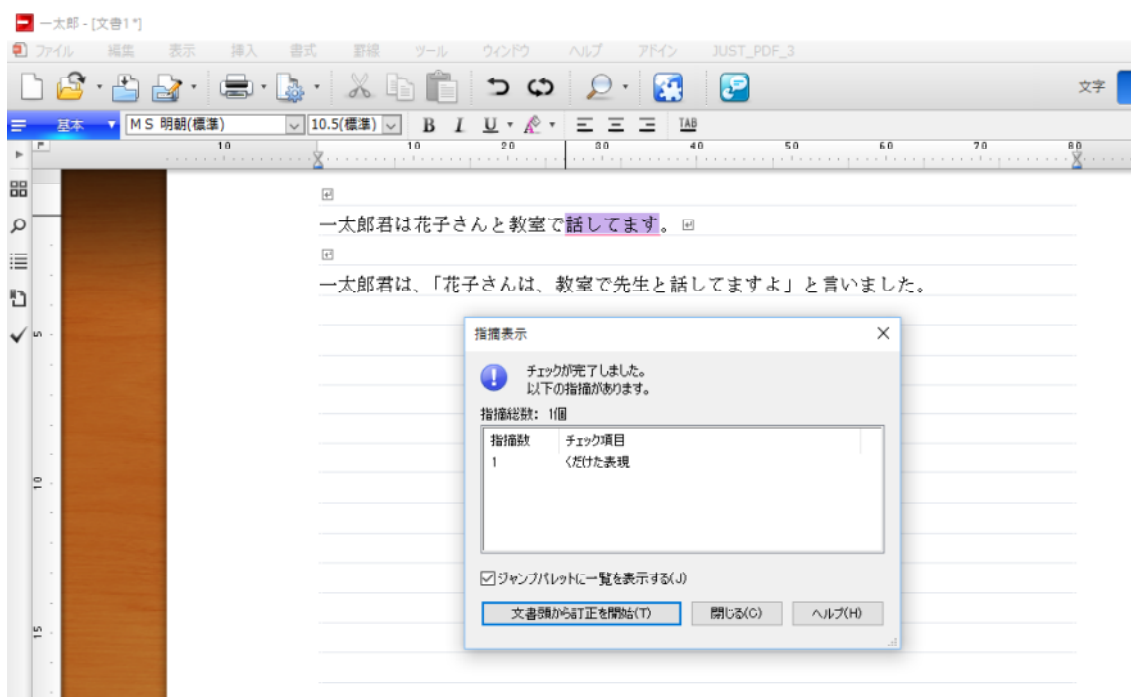 一太郎 - [文書1 *]
ファイル 編集 表示 挿入 書式 罫線 ツール ウィンドウ ヘルプ アドイン JUST_PDF_3
文字
基本 MS 明朝(標準) 10.5(標準) B I U TAB
10 10 20 30 40 50 60 70 80
一太郎君は花子さんと教室で話してます。
一太郎君は、「花子さんは、教室で先生と話してますよ」と言いました。
5
10
15
指摘表示
チェックが完了しました。
以下の指摘があります。
指摘総数: 1個
指摘数 チェック項目
1 くだけた表現
ジャンプパレットに一覧を表示する(J)
文書頭から訂正を開始(T) 閉じる(C) ヘルプ(H)